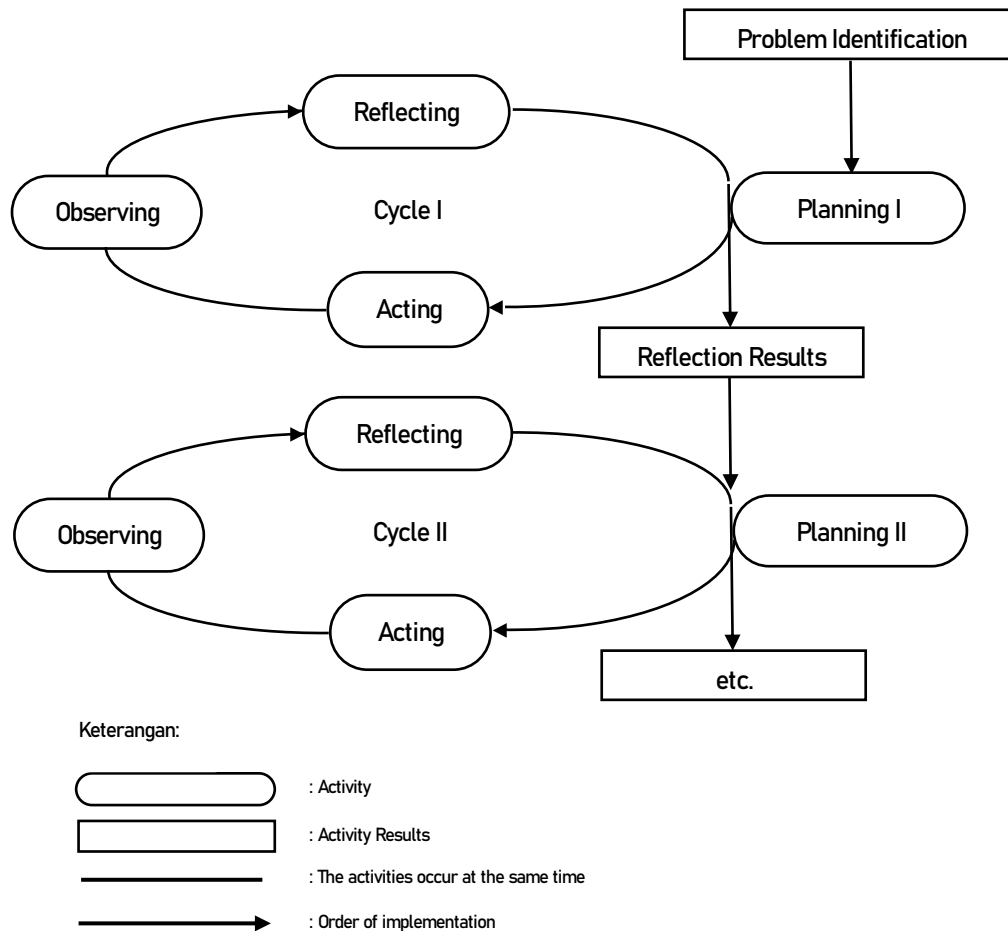 Problem Identification
Reflecting
Observing
Cycle I
Planning I
Acting
Reflection Results
Reflecting
Observing
Cycle II
Planning II
Acting
etc.
Keterangan:
: Activity
: Activity Results
: The activities occur at the same time
: Order of implementation